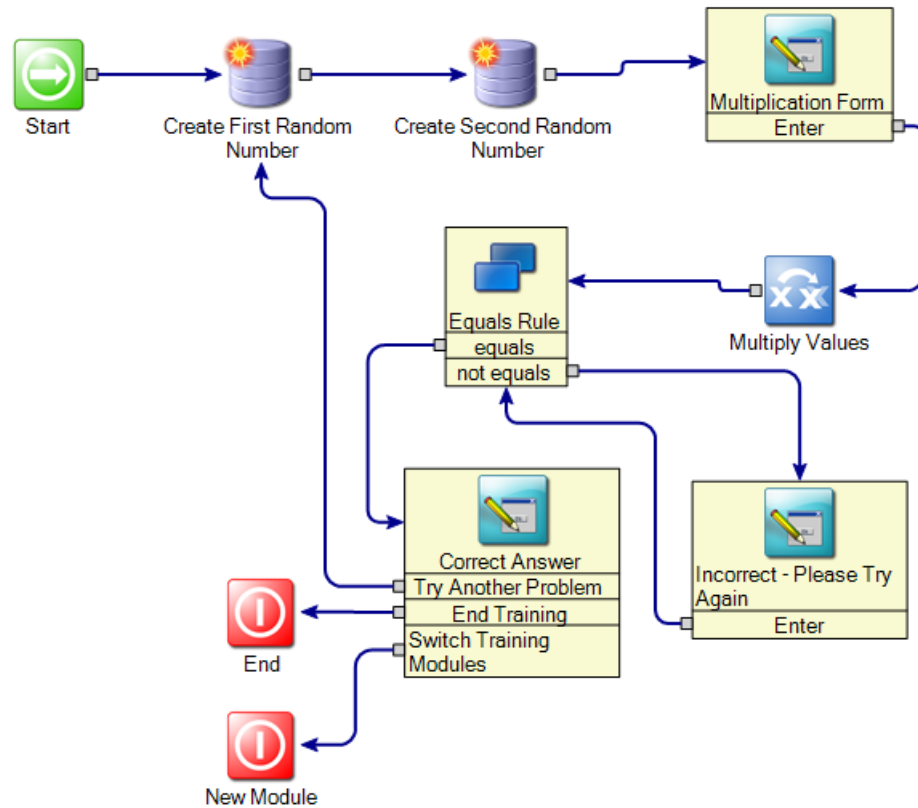 Start
Create First Random
Number
Create Second Random
Number
Multiplication Form
Enter
Equals Rule
equals
not equals
Multiply Values
Correct Answer
Try Another Problem
End Training
Switch Training
Modules
Incorrect - Please Try
Again
Enter
End
New Module